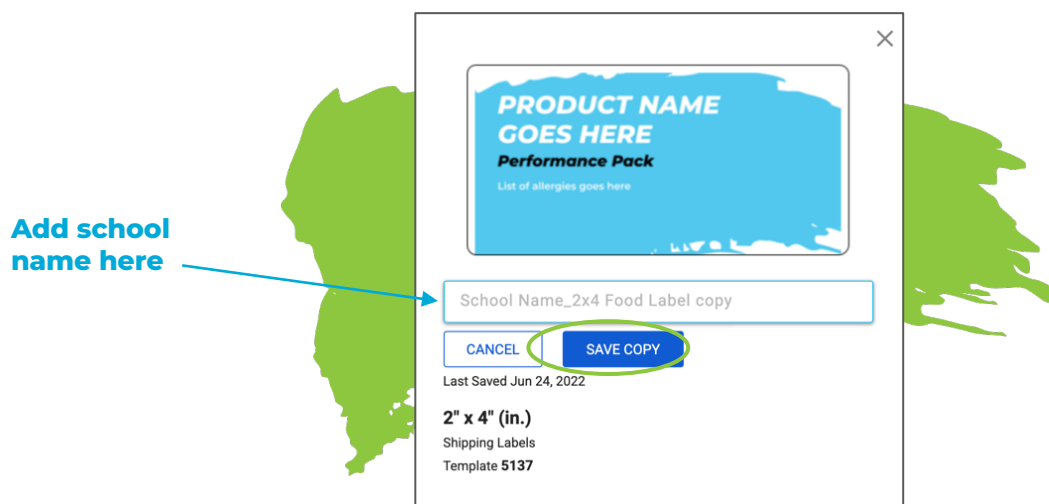 PRODUCT NAME
GOES HERE
Performance Pack
List of allergies goes here
Add school
name here
School Name_2x4 Food Label copy
CANCEL
SAVE COPY
Last Saved Jun 24, 2022
2" x 4" (in.)
Shipping Labels
Template 5137